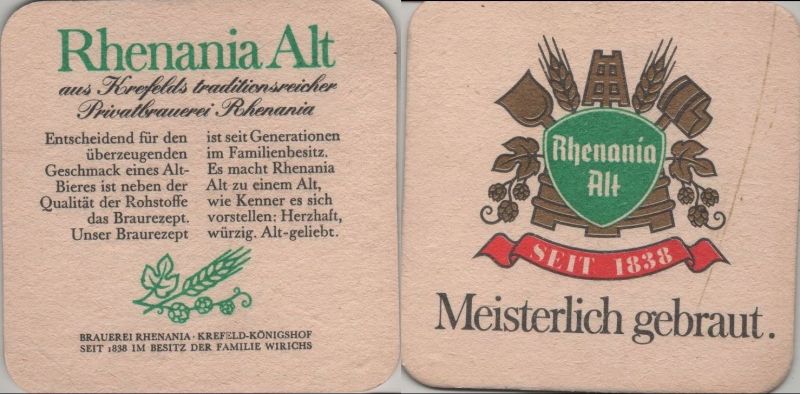 Rhenania Alt
aus Krefelds traditionsreicher
Privatbrauerei Rhenania
Entscheidend für den
überzeugenden
Geschmack eines Alt-
Bieres ist neben der
Qualität der Rohstoffe
das Braurezept.
Unser Braurezept
ist seit Generationen
im Familienbesitz.
Es macht Rhenania
Alt zu einem Alt,
wie Kenner es sich
vorstellen: Herzhaft,
würzig. Alt-geliebt.
BRAUEREI RHENANIA · KREFELD-KÖNIGSHOF
SEIT 1838 IM BESITZ DER FAMILIE WIRICHS
Rhenania
Alt
SEIT 1838
Meisterlich gebraut.